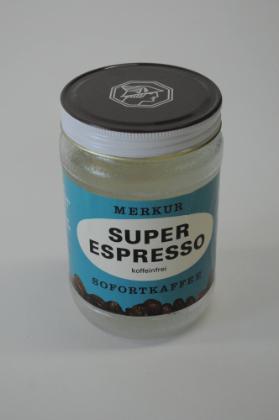 MERKUR
SUPER
ESPRESSO
koffeinfrei
SOFORTKAFFEE